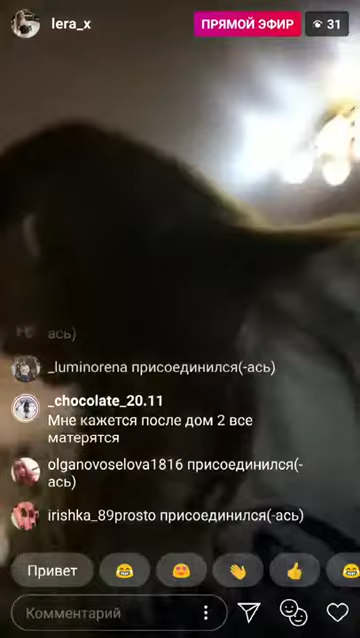 lera_x
ПРЯМОЙ ЭФИР
31
ась)
_luminorena присоединился(-ась)
_chocolate_20.11
Мне кажется после дом 2 все
матерятся
olganovoselova1816 присоединился(-
ась)
irishka_89prosto присоединился(-ась)
Привет
Комментарий